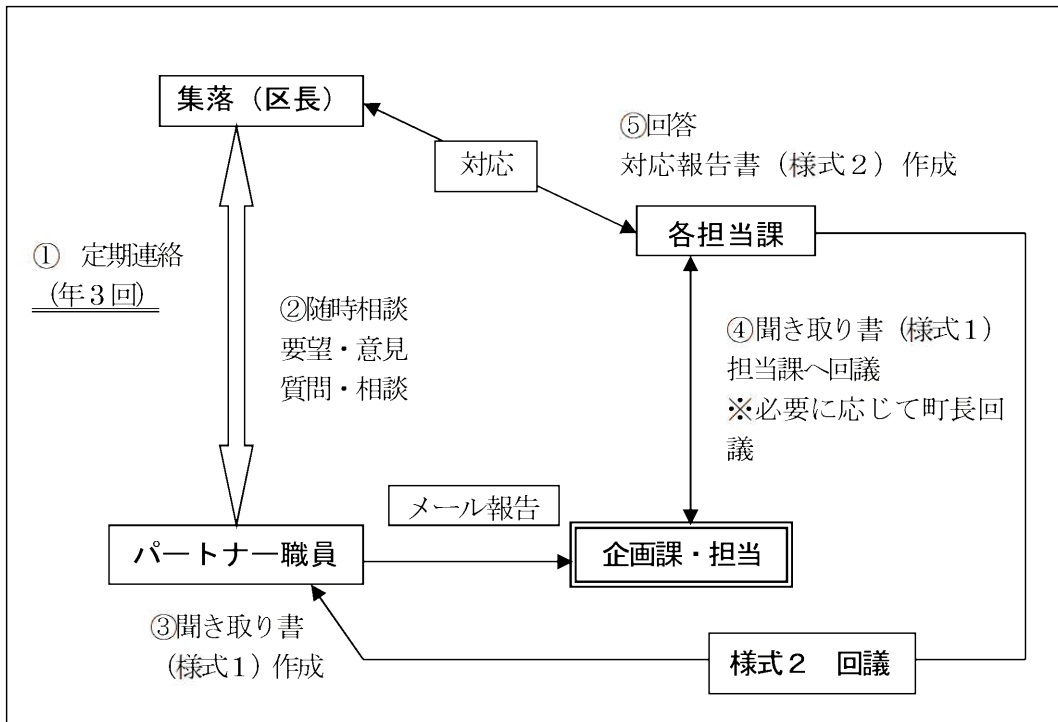 集落（区長）
⑤回答
対応報告書（様式２）作成
対応
各担当課
①　定期連絡
(年３回)
②随時相談
要望・意見
質問・相談
④聞き取り書（様式１）
担当課へ回議
※必要に応じて町長回
議
メール報告
パートナー職員
企画課・担当
③聞き取り書
（様式１）作成
様式２　回議